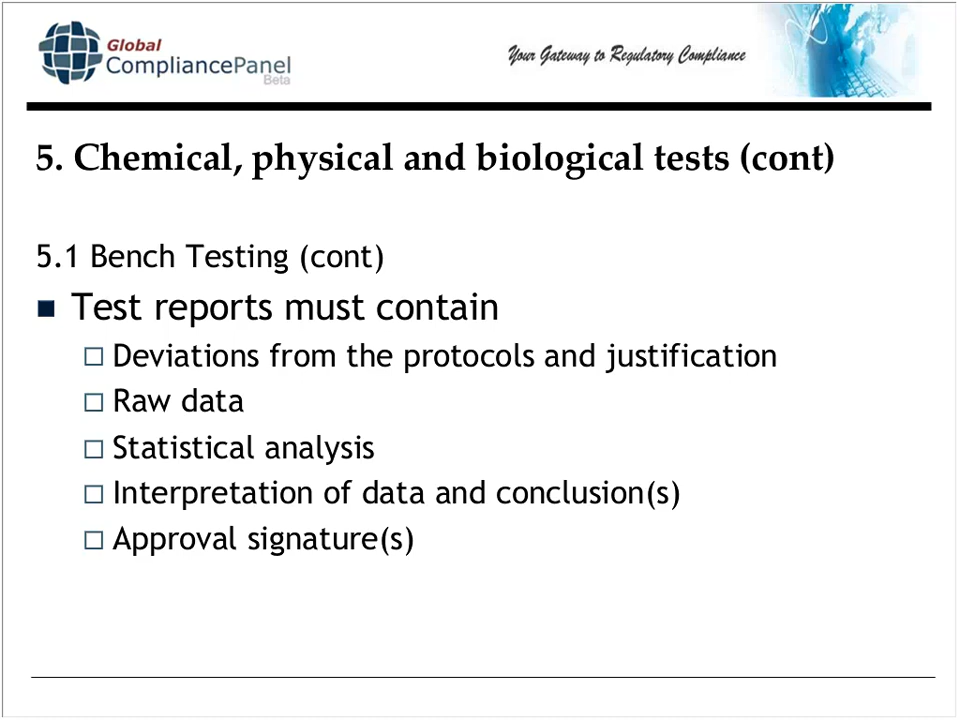 Global
CompliancePanel
Beta
Your Gateway to Regulatory Compliance
5. Chemical, physical and biological tests (cont)
5.1 Bench Testing (cont)
Test reports must contain
Deviations from the protocols and justification
Raw data
Statistical analysis
Interpretation of data and conclusion(s)
Approval signature(s)